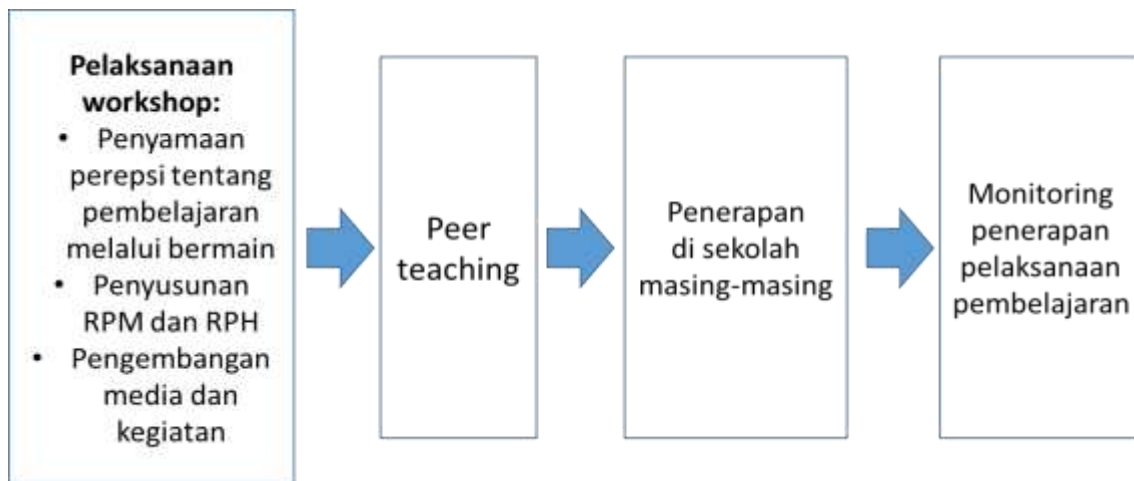 Pelaksanaan
workshop:
• Penyamaan
perepsi tentang
pembelajaran
melalui bermain
• Penyusunan
RPM dan RPH
• Pengembangan
media dan
kegiatan
Peer
teaching
Penerapan
di sekolah
masing-masing
Monitoring
penerapan
pelaksanaan
pembelajaran